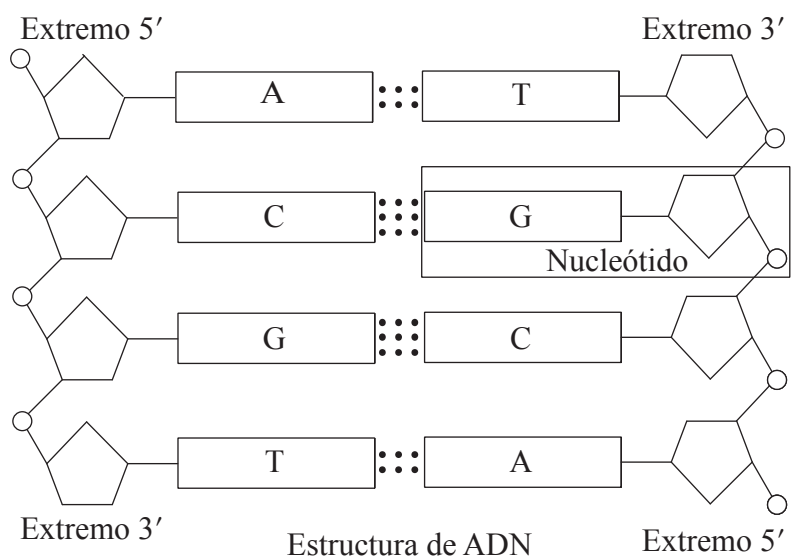 Extremo 5′ Extremo 3′
A T
C G
Nucleótido
G C
T A
Extremo 3′ Estructura de ADN Extremo 5′